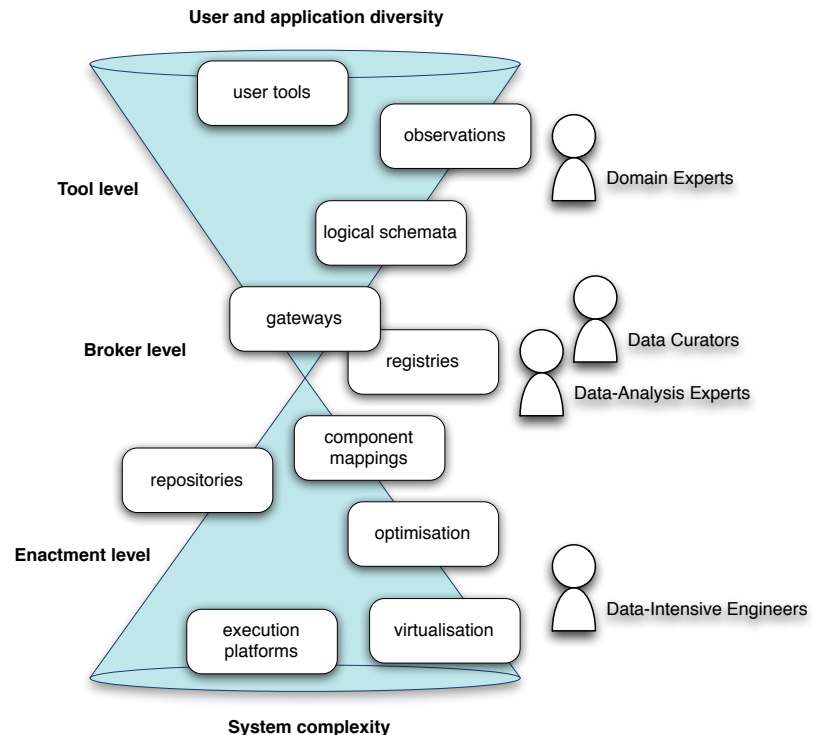 User and application diversity
user tools
observations
Domain Experts
Tool level
logical schemata
gateways
Data Curators
Broker level
registries
Data-Analysis Experts
component
mappings
repositories
optimisation
Enactment level
Data-Intensive Engineers
execution
platforms
virtualisation
System complexity